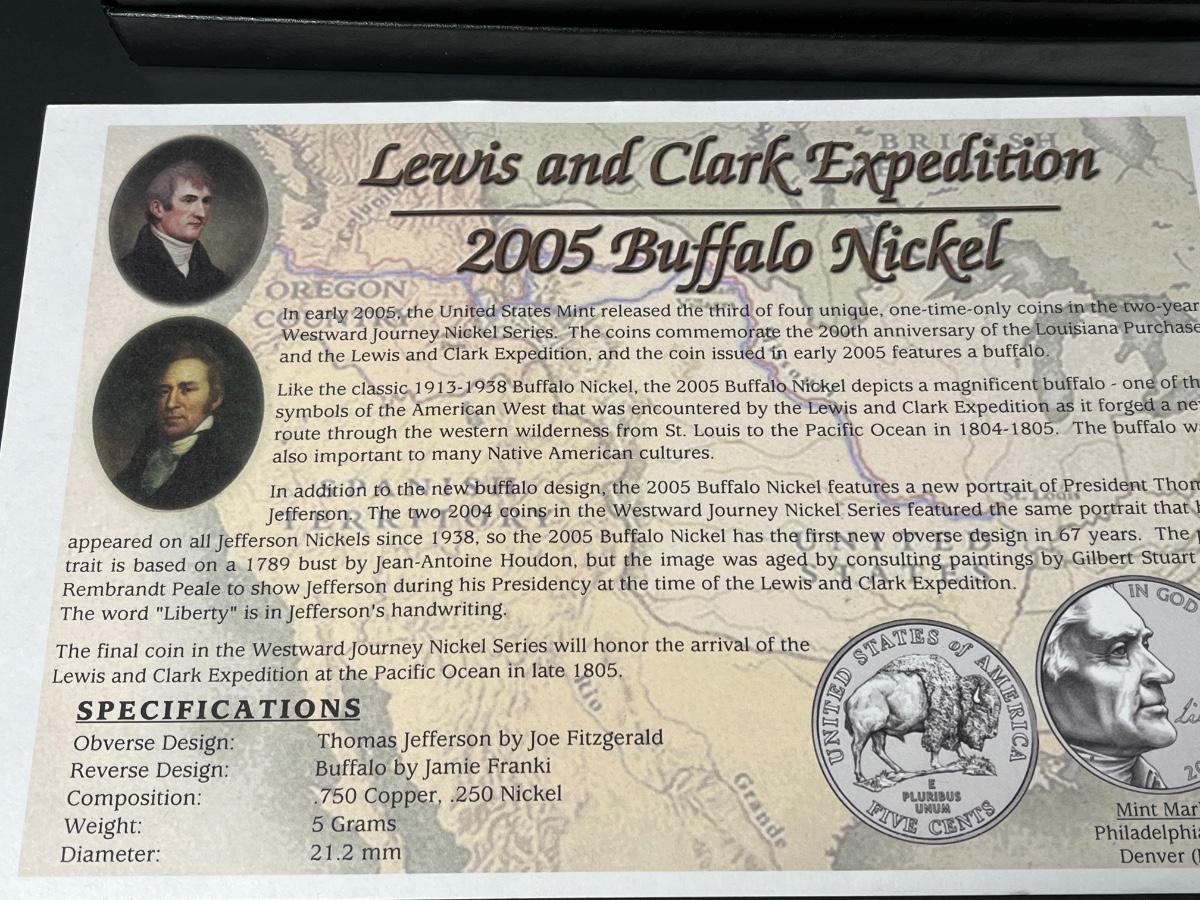 Lewis and Clark Expedition
2005 Buffalo Nickel
BRITISH
Columbia
OREGON
In early 2005, the United States Mint released the third of four unique, one-time-only coins in the two-year
Westward Journey Nickel Series. The coins commemorate the 200th anniversary of the Louisiana Purchase
and the Lewis and Clark Expedition, and the coin issued in early 2005 features a buffalo.
Like the classic 1913-1938 Buffalo Nickel, the 2005 Buffalo Nickel depicts a magnificent buffalo - one of th
symbols of the American West that was encountered by the Lewis and Clark Expedition as it forged a new
route through the western wilderness from St. Louis to the Pacific Ocean in 1804-1805. The buffalo w
also important to many Native American cultures.
SPANISH
TERRITORY
St. Louis
UNITED
STATES
In addition to the new buffalo design, the 2005 Buffalo Nickel features a new portrait of President Thom
Jefferson. The two 2004 coins in the Westward Journey Nickel Series featured the same portrait that h
appeared on all Jefferson Nickels since 1938, so the 2005 Buffalo Nickel has the first new obverse design in 67 years. The p
trait is based on a 1789 bust by Jean-Antoine Houdon, but the image was aged by consulting paintings by Gilbert Stuart
Rembrandt Peale to show Jefferson during his Presidency at the time of the Lewis and Clark Expedition.
The word "Liberty" is in Jefferson's handwriting.
The final coin in the Westward Journey Nickel Series will honor the arrival of the
Lewis and Clark Expedition at the Pacific Ocean in late 1805.
Rio
Grande
SPECIFICATIONS
Obverse Design: Thomas Jefferson by Joe Fitzgerald
Reverse Design: Buffalo by Jamie Franki
Composition: .750 Copper, .250 Nickel
Weight: 5 Grams
Diameter: 21.2 mm
UNITED STATES of AMERICA
E
PLURIBUS
UNUM
FIVE CENTS
IN GOD
Li
20
Mint Mar
Philadelphia
Denver (